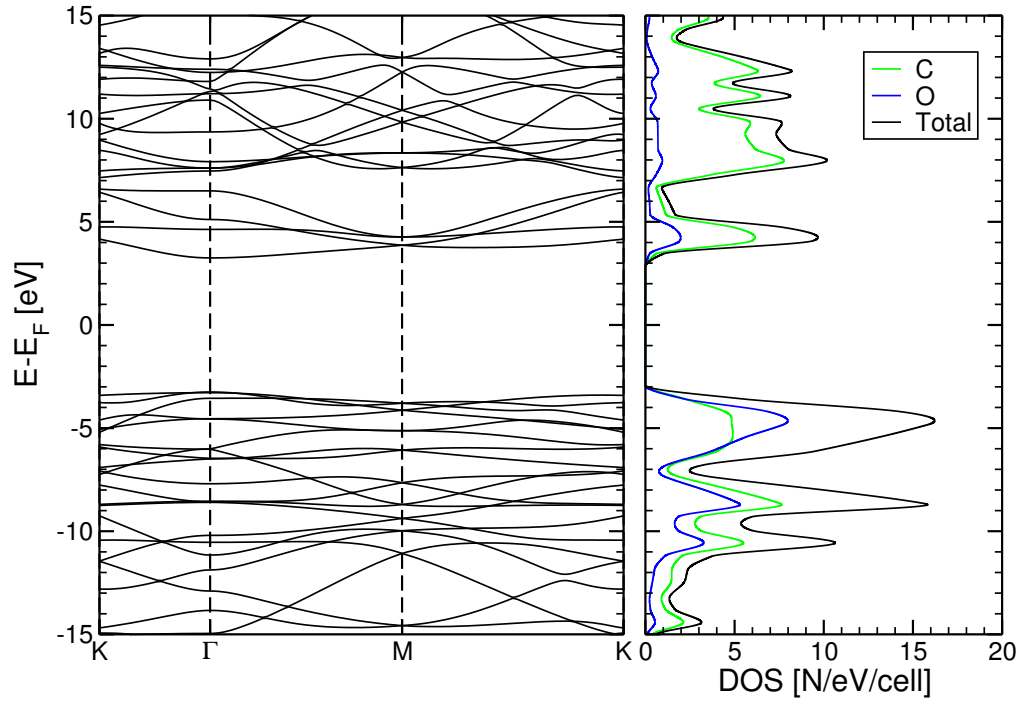 15
10
5
0
-5
-10
-15
E-E_F [eV]
K Γ M K
C
O
Total
0 5 10 15 20
DOS [N/eV/cell]